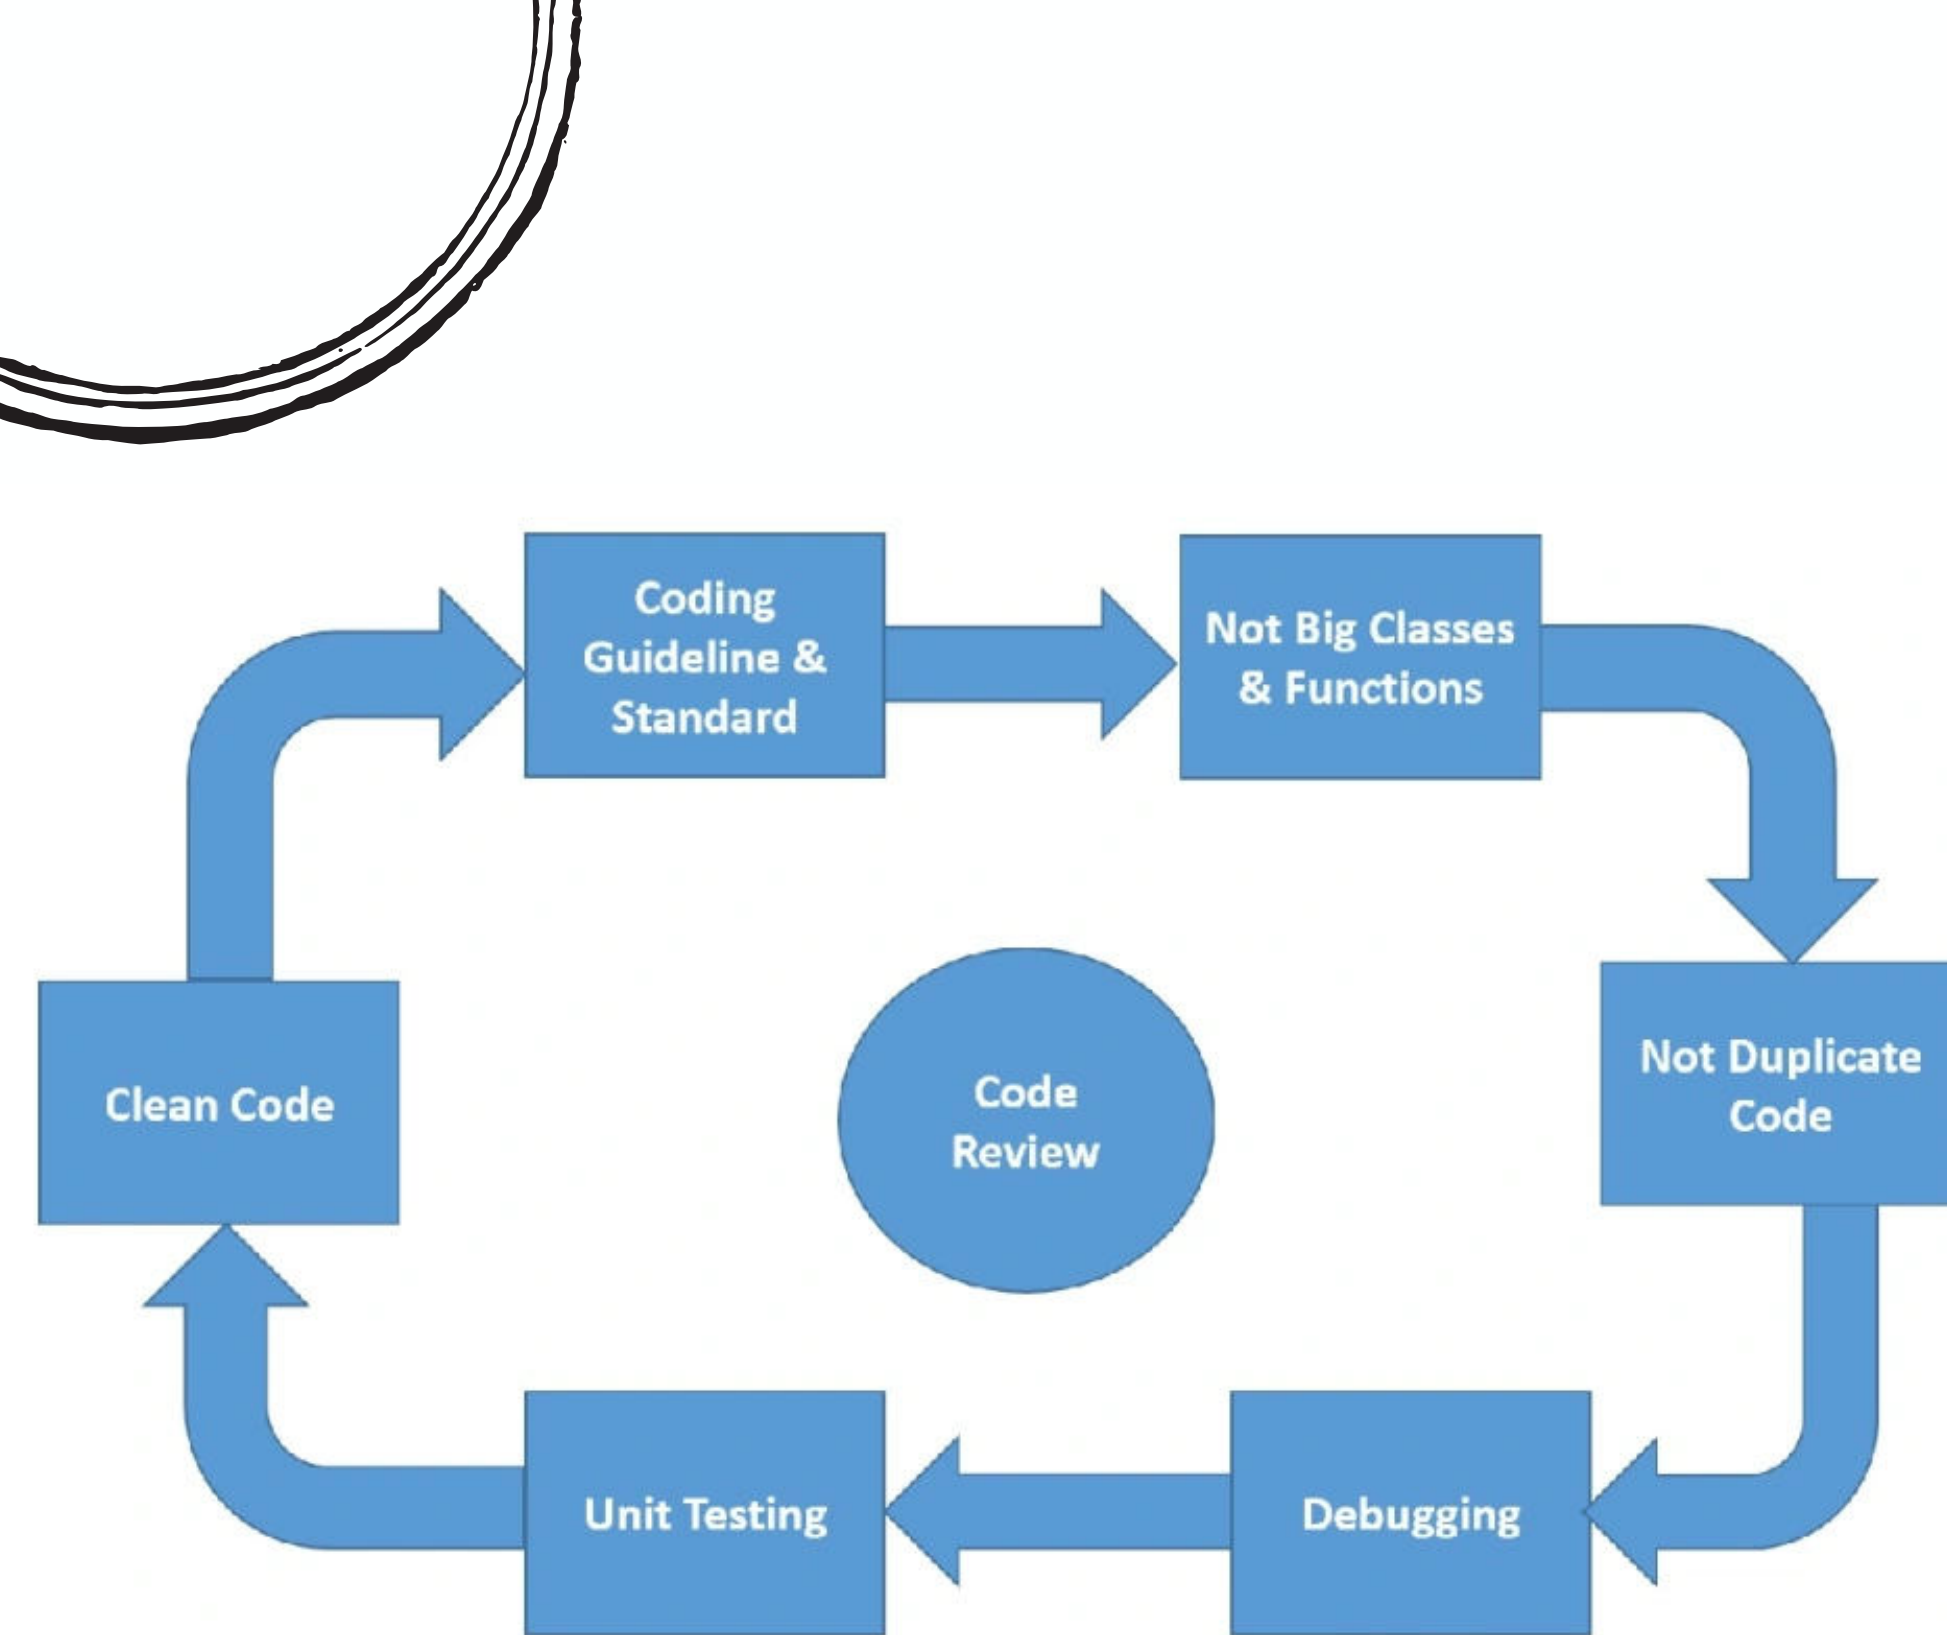 Coding
Guideline &
Standard
Not Big Classes
& Functions
Clean Code
Code
Review
Not Duplicate
Code
Unit Testing
Debugging